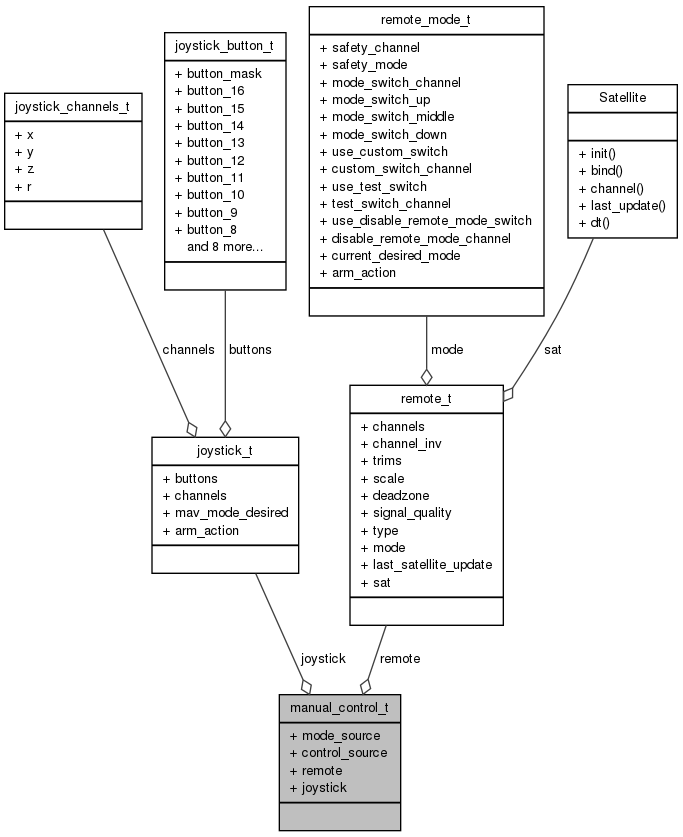 remote_mode_t
+ safety_channel
+ safety_mode
+ mode_switch_channel
+ mode_switch_up
+ mode_switch_middle
+ mode_switch_down
+ use_custom_switch
+ custom_switch_channel
+ use_test_switch
+ test_switch_channel
+ use_disable_remote_mode_switch
+ disable_remote_mode_channel
+ current_desired_mode
+ arm_action
joystick_button_t
+ button_mask
+ button_16
+ button_15
+ button_14
+ button_13
+ button_12
+ button_11
+ button_10
+ button_9
+ button_8
and 8 more...
joystick_channels_t
+ x
+ y
+ z
+ r
Satellite
+ init()
+ bind()
+ channel()
+ last_update()
+ dt()
channels
buttons
mode
sat
joystick_t
+ buttons
+ channels
+ mav_mode_desired
+ arm_action
remote_t
+ channels
+ channel_inv
+ trims
+ scale
+ deadzone
+ signal_quality
+ type
+ mode
+ last_satellite_update
+ sat
joystick
remote
manual_control_t
+ mode_source
+ control_source
+ remote
+ joystick